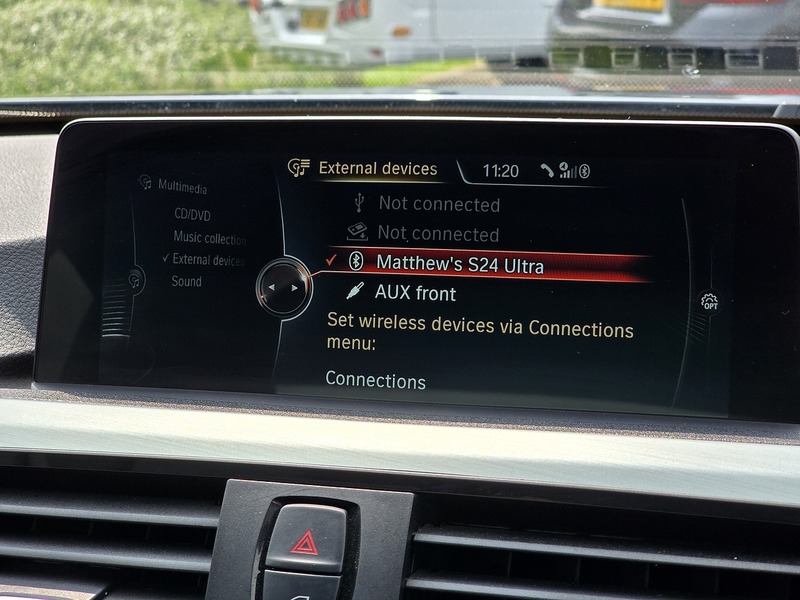 External devices
11:20
Multimedia
CD/DVD
Music collection
External devices
Sound
Not connected
Not connected
Matthew's S24 Ultra
AUX front
Set wireless devices via Connections
menu:
Connections
OPT